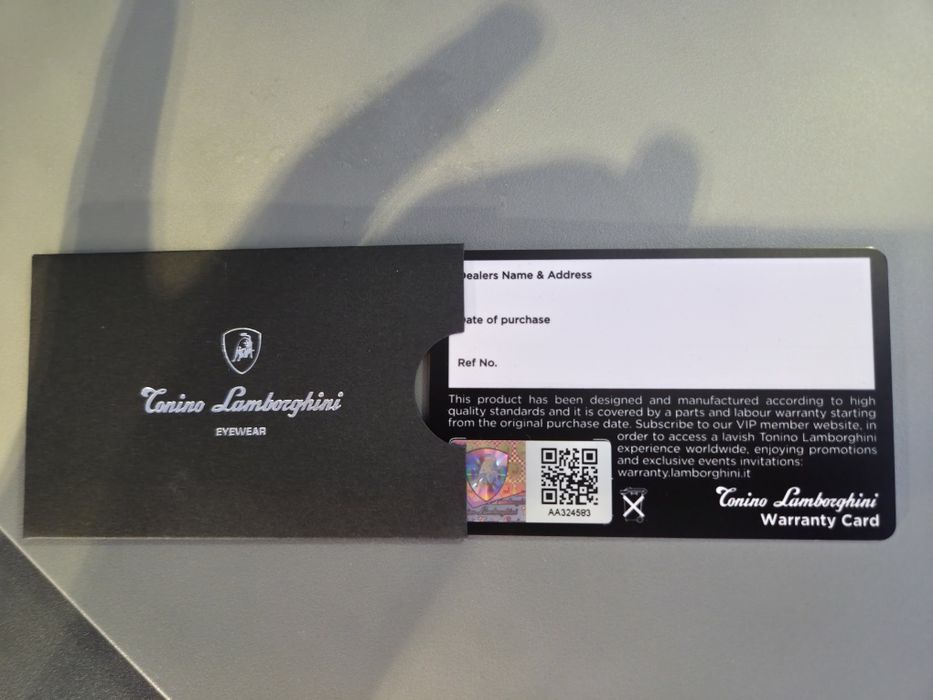 Tonino Lamborghini
EYEWEAR
ealers Name & Address
ate of purchase
Ref No.
This product has been designed and manufactured according to high
quality standards and it is covered by a parts and labour warranty starting
from the original purchase date. Subscribe to our VIP member website, in
order to access a lavish Tonino Lamborghini
experience worldwide, enjoying promotions
and exclusive events invitations:
warranty.lamborghini.it
AA324583
Tonino Lamborghini
Warranty Card